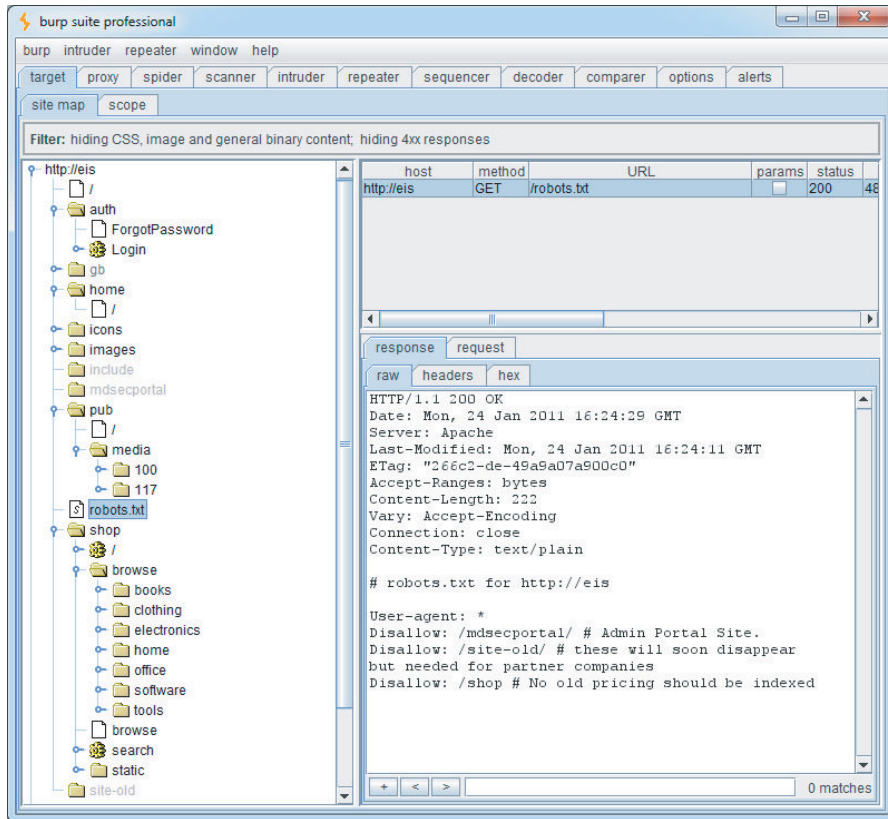 burp suite professional
burp intruder repeater window help
target proxy spider scanner intruder repeater sequencer decoder comparer options alerts
site map scope
Filter: hiding CSS, image and general binary content; hiding 4xx responses
http://eis
/
auth
ForgotPassword
Login
gb
home
/
icons
images
include
mdsecportal
pub
/
media
100
117
robots.txt
shop
/
browse
books
clothing
electronics
home
office
software
tools
browse
search
static
site-old
host method URL params status
http://eis GET /robots.txt 200 48
response request
raw headers hex
HTTP/1.1 200 OK
Date: Mon, 24 Jan 2011 16:24:29 GMT
Server: Apache
Last-Modified: Mon, 24 Jan 2011 16:24:11 GMT
ETag: "266c2-de-49a9a07a900c0"
Accept-Ranges: bytes
Content-Length: 222
Vary: Accept-Encoding
Connection: close
Content-Type: text/plain
# robots.txt for http://eis
User-agent: *
Disallow: /mdsecportal/ # Admin Portal Site.
Disallow: /site-old/ # these will soon disappear
but needed for partner companies
Disallow: /shop # No old pricing should be indexed
+ < > 0 matches